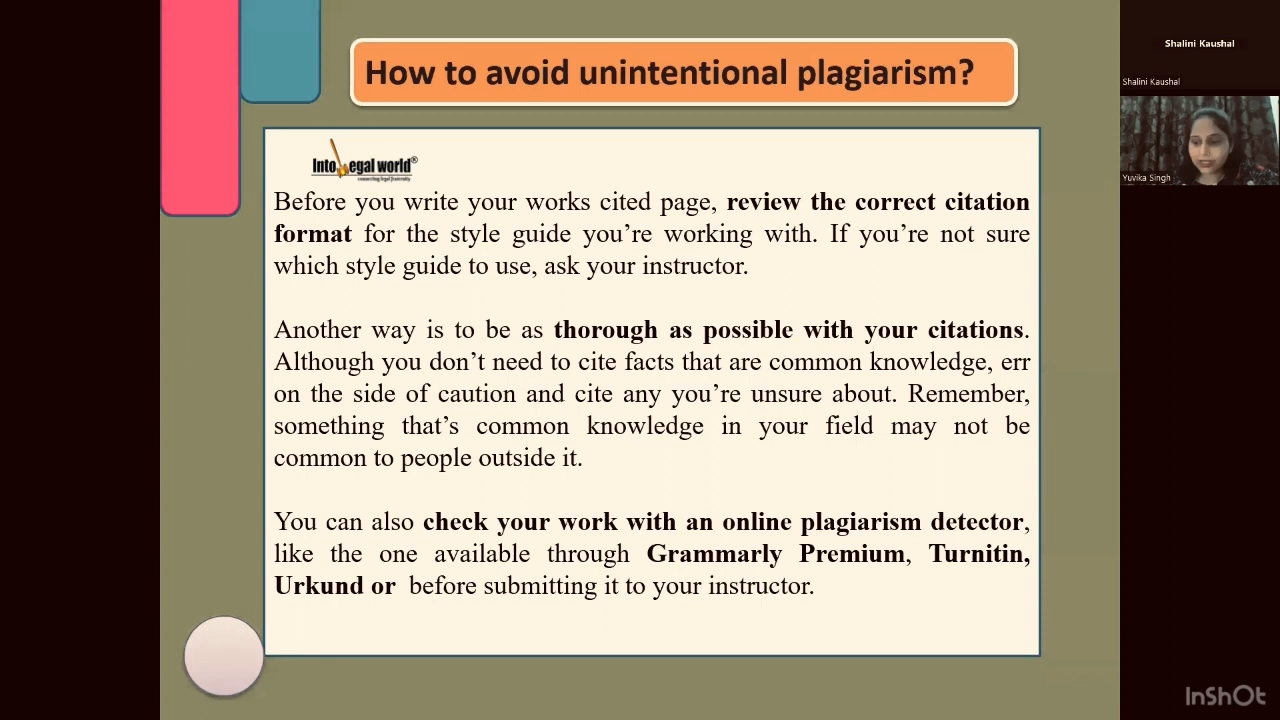 How to avoid unintentional plagiarism?
Into egal world®
connecting legal fraternity
Before you write your works cited page, review the correct citation
format for the style guide you’re working with. If you’re not sure
which style guide to use, ask your instructor.
Another way is to be as thorough as possible with your citations.
Although you don’t need to cite facts that are common knowledge, err
on the side of caution and cite any you’re unsure about. Remember,
something that’s common knowledge in your field may not be
common to people outside it.
You can also check your work with an online plagiarism detector,
like the one available through Grammarly Premium, Turnitin,
Urkund or before submitting it to your instructor.
Shalini Kaushal
Shalini Kaushal
Yuvika Singh
InShOt